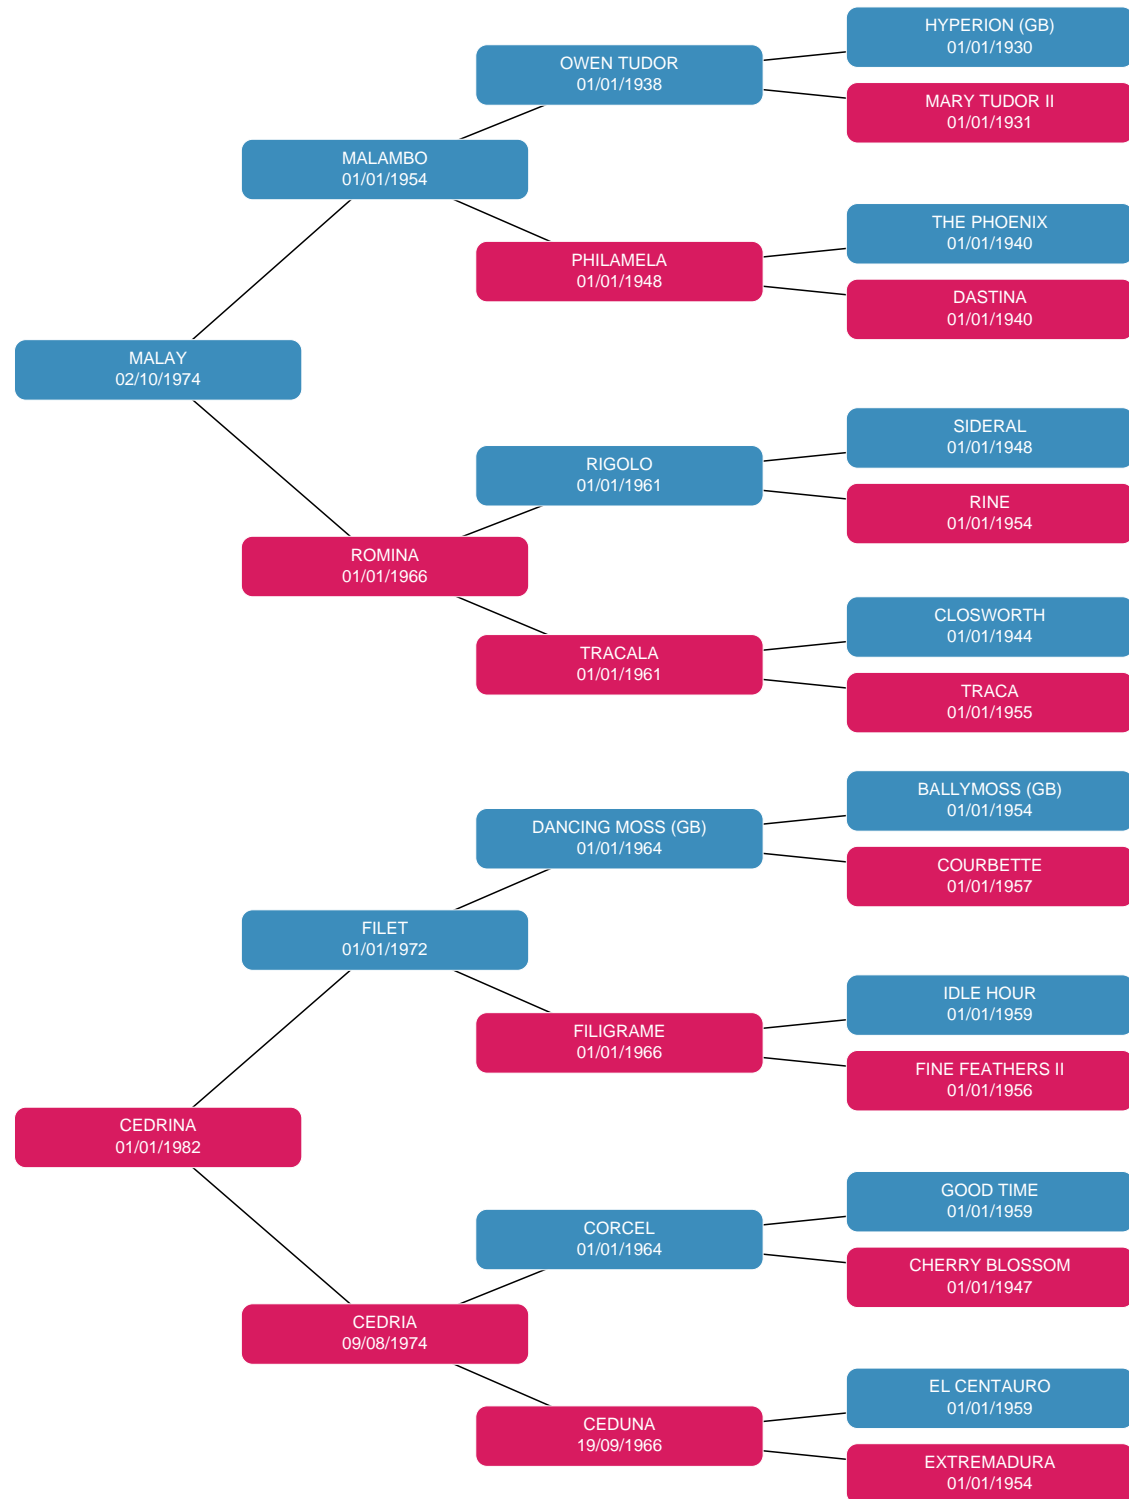 HYPERION (GB)
01/01/1930
OWEN TUDOR
01/01/1938
MARY TUDOR II
01/01/1931
MALAMBO
01/01/1954
THE PHOENIX
01/01/1940
PHILAMELA
01/01/1948
DASTINA
01/01/1940
MALAY
02/10/1974
SIDERAL
01/01/1948
RIGOLO
01/01/1961
RINE
01/01/1954
ROMINA
01/01/1966
CLOSWORTH
01/01/1944
TRACALA
01/01/1961
TRACA
01/01/1955
BALLYMOSS (GB)
01/01/1954
DANCING MOSS (GB)
01/01/1964
COURBETTE
01/01/1957
FILET
01/01/1972
IDLE HOUR
01/01/1959
FILIGRAME
01/01/1966
FINE FEATHERS II
01/01/1956
CEDRINA
01/01/1982
GOOD TIME
01/01/1959
CORCEL
01/01/1964
CHERRY BLOSSOM
01/01/1947
CEDRIA
09/08/1974
EL CENTAURO
01/01/1959
CEDUNA
19/09/1966
EXTREMADURA
01/01/1954